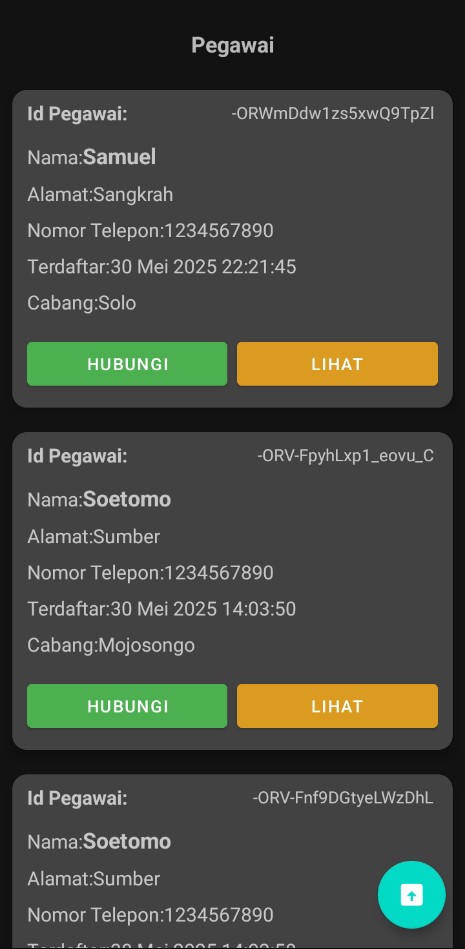 Pegawai
Id Pegawai: -ORWmDdw1zs5xwQ9TpZl
Nama:Samuel
Alamat:Sangkrah
Nomor Telepon:1234567890
Terdaftar:30 Mei 2025 22:21:45
Cabang:Solo
HUBUNGI LIHAT
Id Pegawai: -ORV-FpyhLxp1_eovu_C
Nama:Soetomo
Alamat:Sumber
Nomor Telepon:1234567890
Terdaftar:30 Mei 2025 14:03:50
Cabang:Mojosongo
HUBUNGI LIHAT
Id Pegawai: -ORV-Fnf9DGtyeLWzDhL
Nama:Soetomo
Alamat:Sumber
Nomor Telepon:1234567890